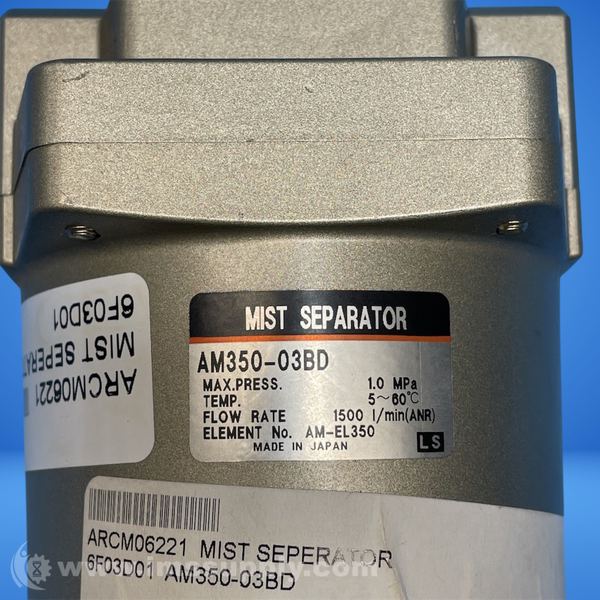 MIST SEPARATOR
AM350-03BD
MAX.PRESS. 1.0 MPa
TEMP. 5~60℃
FLOW RATE 1500 l/min(ANR)
ELEMENT No. AM-EL350
MADE IN JAPAN LS
ARCM06221
MIST SEPERAT
6F03D01
ARCM06221 MIST SEPERATOR
6F03D01 AM350-03BD